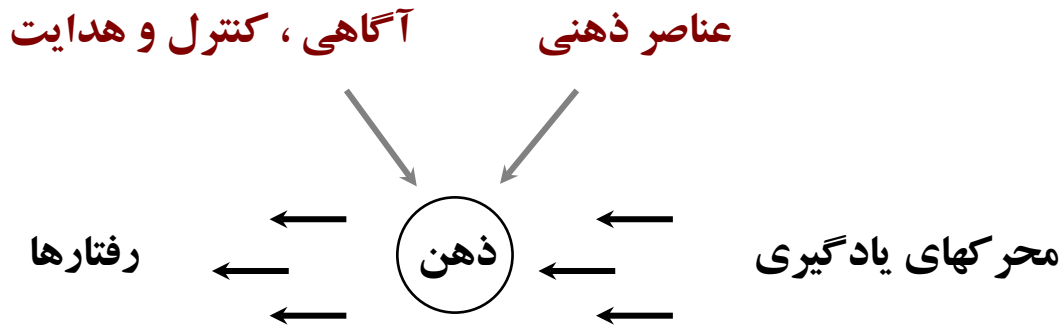 عناصر ذهنی
آگاهی ، کنترل و هدایت
محرکهای یادگیری
ذهن
رفتارها